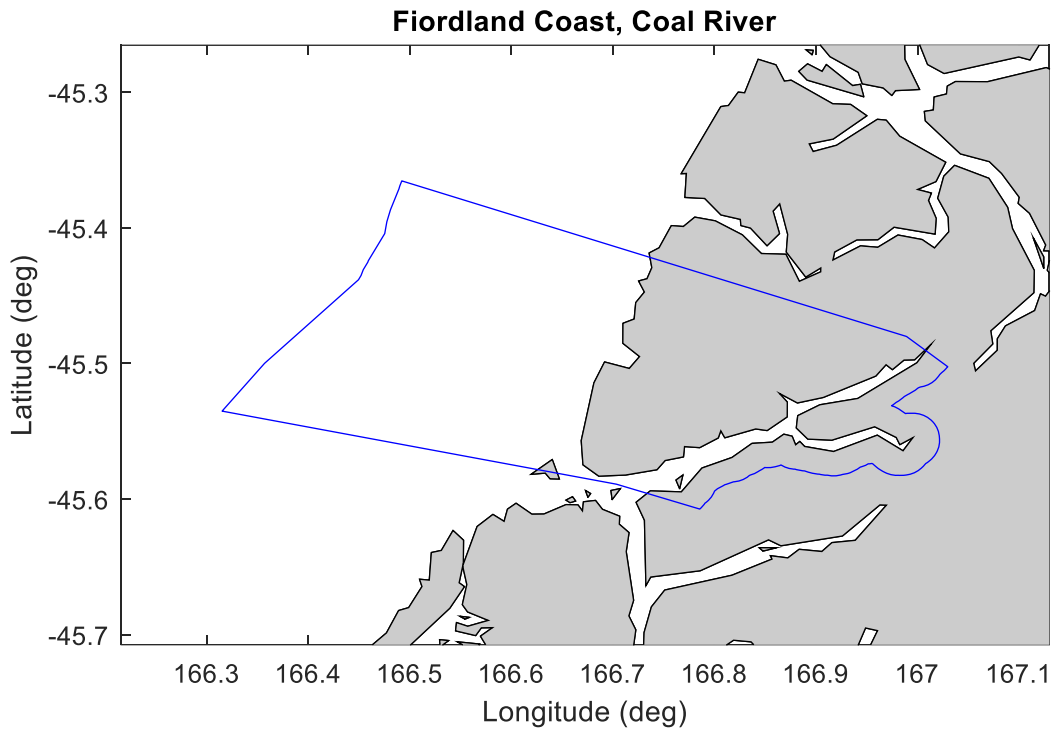 Fiordland Coast, Coal River
-45.3
-45.4
-45.5
-45.6
-45.7
Latitude (deg)
166.3 166.4 166.5 166.6 166.7 166.8 166.9 167 167.1
Longitude (deg)